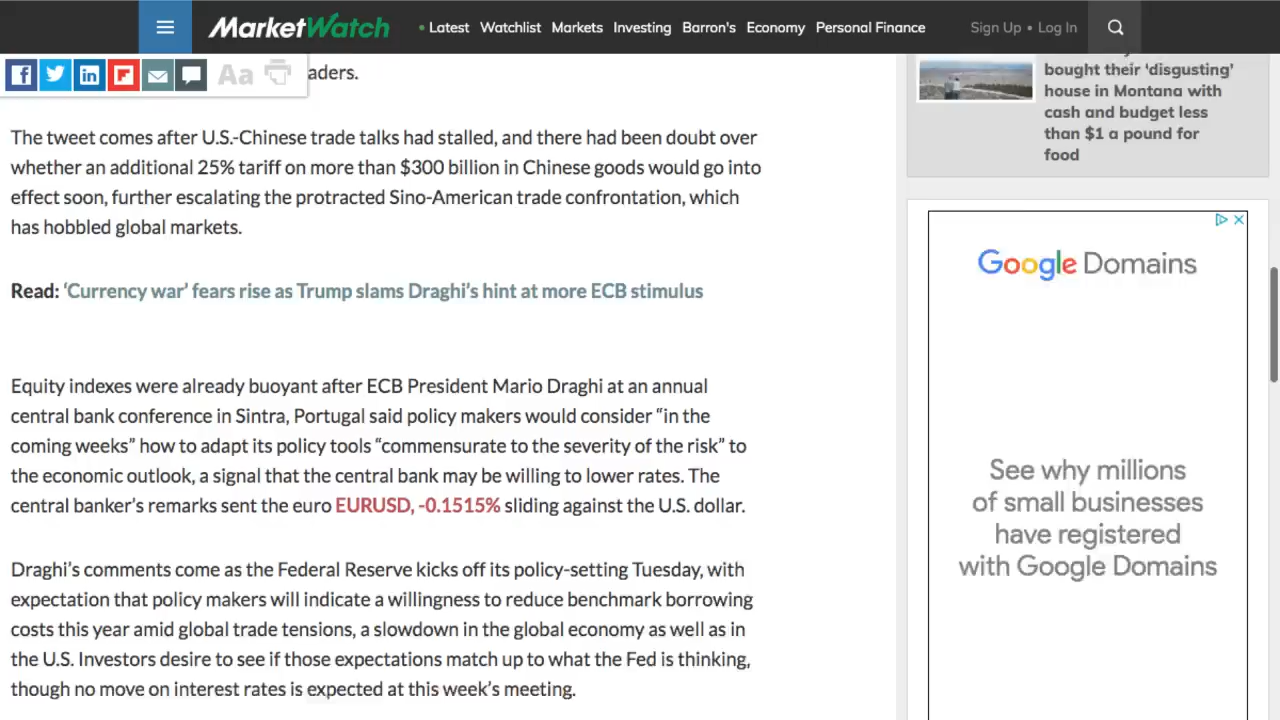 MarketWatch
• Latest Watchlist Markets Investing Barron's Economy Personal Finance
Sign Up • Log In
Aa
aders.
The tweet comes after U.S.-Chinese trade talks had stalled, and there had been doubt over
whether an additional 25% tariff on more than $300 billion in Chinese goods would go into
effect soon, further escalating the protracted Sino-American trade confrontation, which
has hobbled global markets.
Read: ‘Currency war’ fears rise as Trump slams Draghi’s hint at more ECB stimulus
Equity indexes were already buoyant after ECB President Mario Draghi at an annual
central bank conference in Sintra, Portugal said policy makers would consider “in the
coming weeks” how to adapt its policy tools “commensurate to the severity of the risk” to
the economic outlook, a signal that the central bank may be willing to lower rates. The
central banker’s remarks sent the euro EURUSD, -0.1515% sliding against the U.S. dollar.
Draghi’s comments come as the Federal Reserve kicks off its policy-setting Tuesday, with
expectation that policy makers will indicate a willingness to reduce benchmark borrowing
costs this year amid global trade tensions, a slowdown in the global economy as well as in
the U.S. Investors desire to see if those expectations match up to what the Fed is thinking,
though no move on interest rates is expected at this week’s meeting.
bought their ‘disgusting’
house in Montana with
cash and budget less
than $1 a pound for
food
Google Domains
See why millions
of small businesses
have registered
with Google Domains